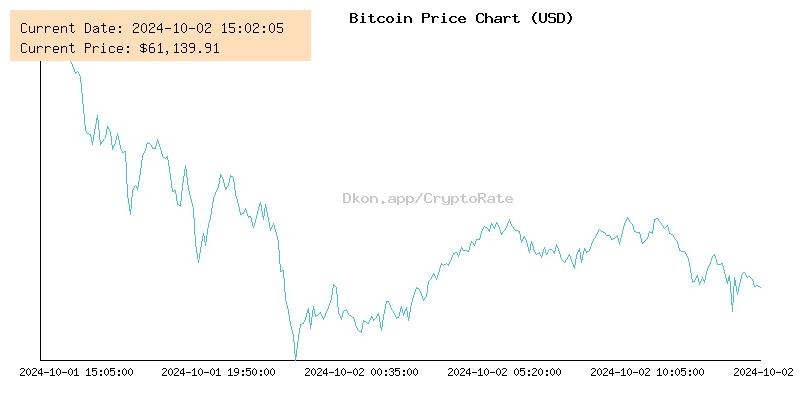 Bitcoin Price Chart (USD)
Current Date: 2024-10-02 15:02:05
Current Price: $61,139.91
Dkon.app/CryptoRate
2024-10-01 15:05:00 2024-10-01 19:50:00 2024-10-02 00:35:00 2024-10-02 05:20:00 2024-10-02 10:05:00 2024-10-02